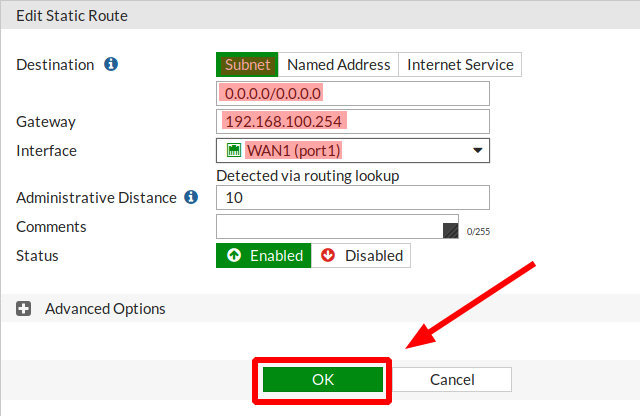 Edit Static Route
Destination Subnet Named Address Internet Service
0.0.0.0/0.0.0.0
Gateway 192.168.100.254
Interface WAN1 (port1)
Detected via routing lookup
Administrative Distance 10
Comments 0/255
Status Enabled Disabled
Advanced Options
OK Cancel